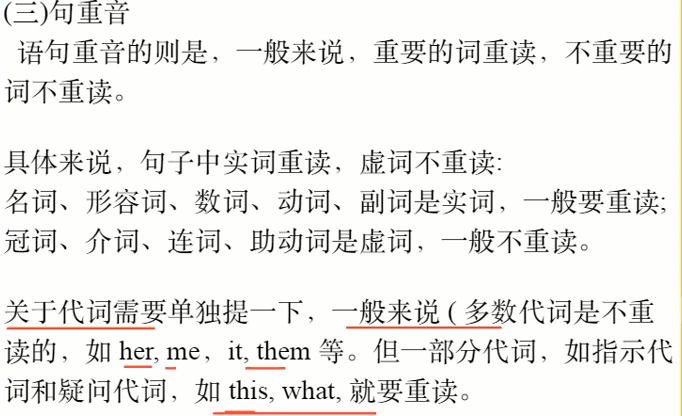 (三)句重音
语句重音的则是，一般来说，重要的词重读，不重要的
词不重读。
具体来说，句子中实词重读，虚词不重读:
名词、形容词、数词、动词、副词是实词，一般要重读;
冠词、介词、连词、助动词是虚词，一般不重读。
关于代词需要单独提一下，一般来说 ( 多数代词是不重
读的，如 her, me，it, them 等。但一部分代词，如指示代
词和疑问代词，如 this, what, 就要重读。